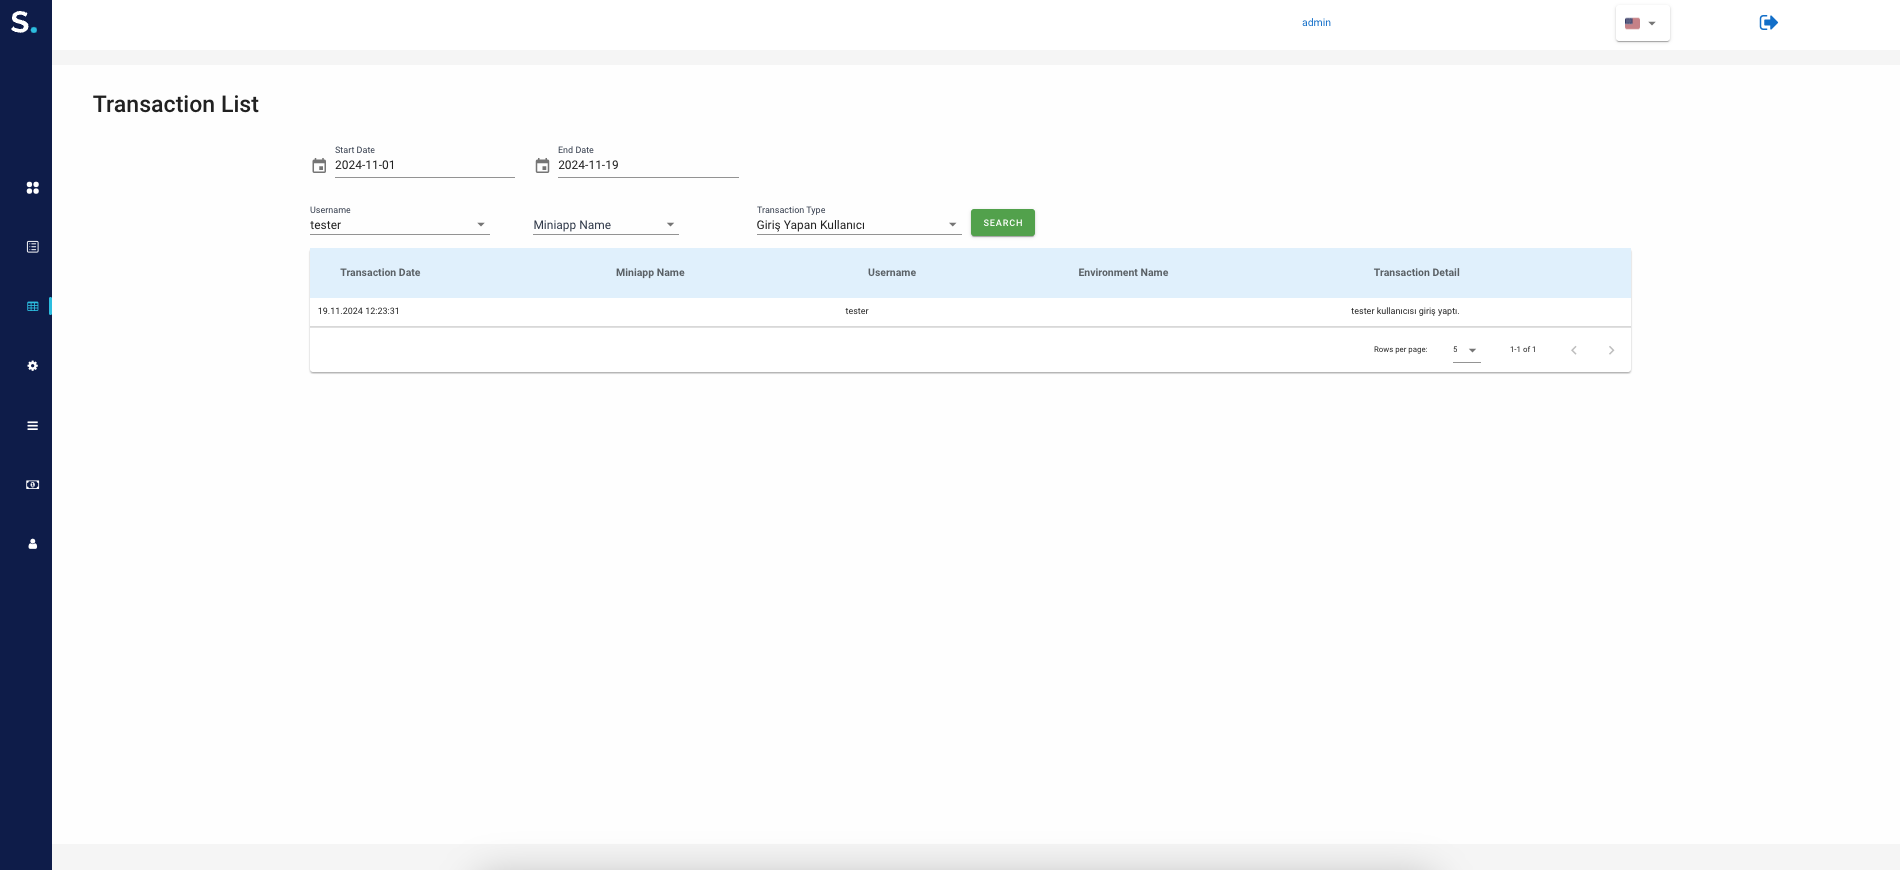 S.
admin
Transaction List
Start Date
2024-11-01
End Date
2024-11-19
Username
tester
Miniapp Name
Transaction Type
Giriş Yapan Kullanıcı
SEARCH
Transaction Date Miniapp Name Username Environment Name Transaction Detail
19.11.2024 12:23:31 tester tester kullanıcısı giriş yaptı.
Rows per page: 5 1-1 of 1